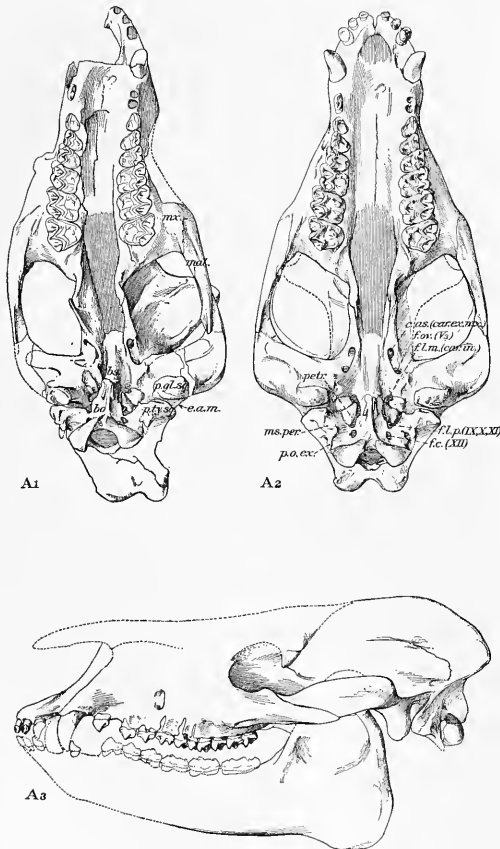 mx.
mal.
bs.
p.gl.sq.
bo.
p.ty.sq.
e.a.m.
A1
c.as.(car.ex.mx.)
f.ov.(V₃)
f.l.m.(car.in.)
petr.
ms.per.
p.o.ex.
f.l.p.(IX,X,XI)
f.c.(XII)
A2
A3